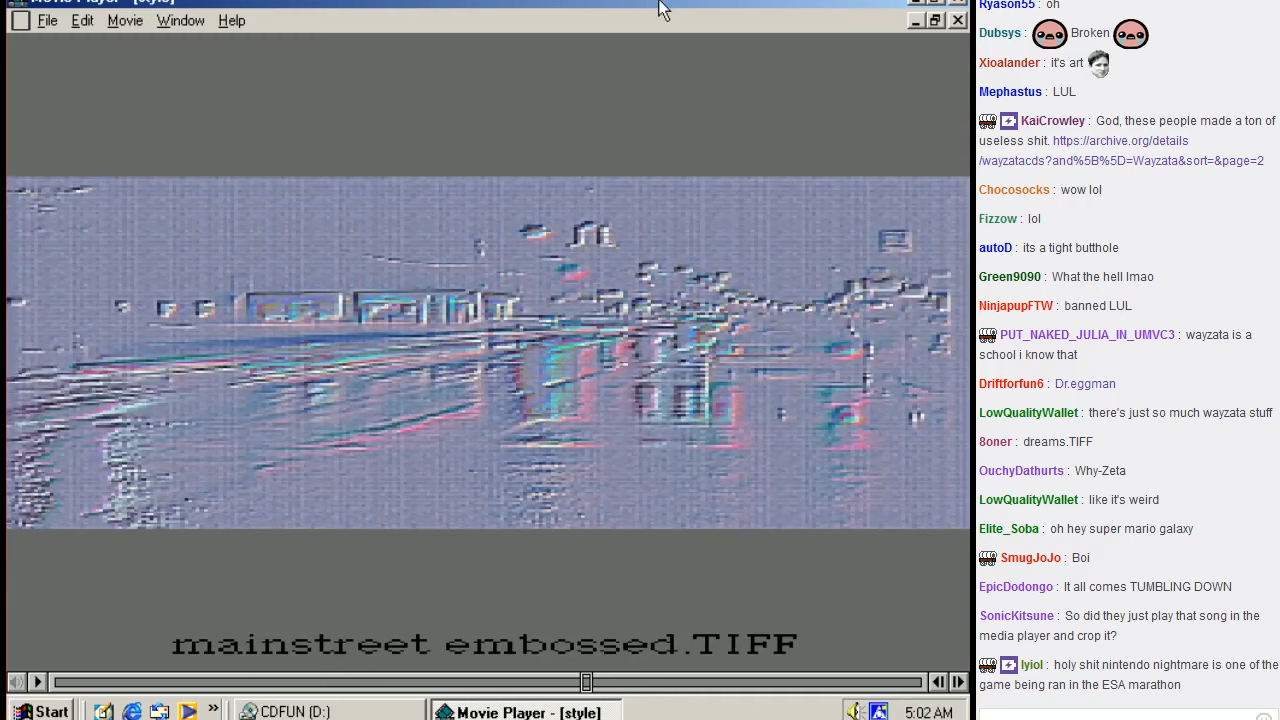 Movie Player - [style]
File Edit Movie Window Help
mainstreet embossed.TIFF
Start
CDFUN (D:)
Movie Player - [style]
5:02 AM
Ryason55 : oh
Dubsys : Broken
Xioalander : it's art
Mephastus : LUL
KaiCrowley : God, these people made a ton of
useless shit. https://archive.org/details
/wayzatacds?and%5B%5D=Wayzata&sort=&page=2
Chocosocks : wow lol
Fizzow : lol
autoD : its a tight butthole
Green9090 : What the hell lmao
NinjapupFTW : banned LUL
PUT_NAKED_JULIA_IN_UMVC3 : wayzata is a
school i know that
Driftforfun6 : Dr.eggman
LowQualityWallet : there's just so much wayzata stuff
8oner : dreams.TIFF
OuchyDathurts : Why-Zeta
LowQualityWallet : like it's weird
Elite_Soba : oh hey super mario galaxy
SmugJoJo : Boi
EpicDodongo : It all comes TUMBLING DOWN
SonicKitsune : So did they just play that song in the
media player and crop it?
lyiol : holy shit nintendo nightmare is one of the
game being ran in the ESA marathon